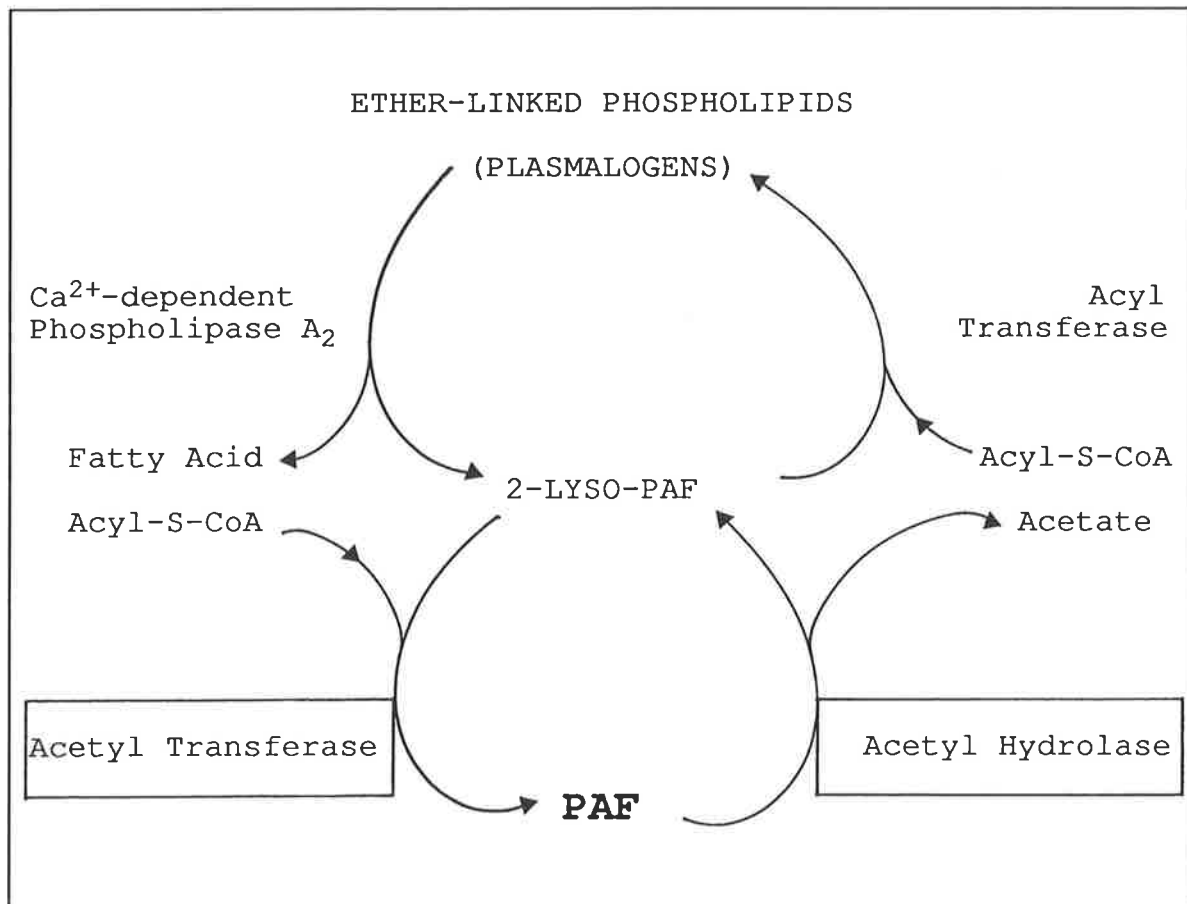 ETHER-LINKED PHOSPHOLIPIDS
(PLASMALOGENS)
Ca²⁺-dependent
Phospholipase A₂
Acyl
Transferase
Fatty Acid
Acyl-S-CoA
2-LYSO-PAF
Acyl-S-CoA
Acetate
Acetyl Transferase
Acetyl Hydrolase
PAF